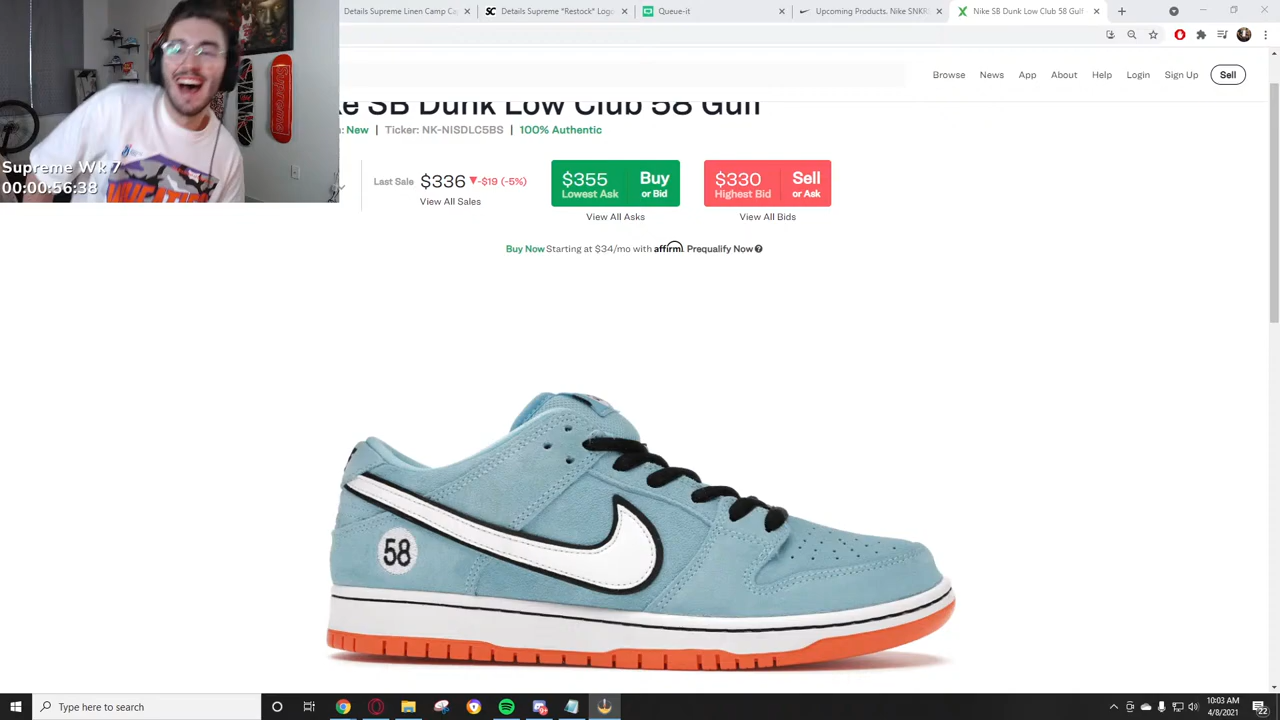 Details Supreme Linen Camp Ca
Details Supreme "Restock" Logo
Queue-it
Upcoming Products. Nike SNKR
Nike SB Dunk Low Club 58 Gulf
Browse
News
App
About
Help
Login
Sign Up
Sell
ke SB Dunk Low Club 58 Gulf
: New | Ticker: NK-NISDLC5BS | 100% Authentic
Supreme Wk 7
00:00:56:38
Last Sale $336 ▼-$19 (-5%)
View All Sales
$355 Buy
Lowest Ask or Bid
View All Asks
$330 Sell
Highest Bid or Ask
View All Bids
Buy Now Starting at $34/mo with affirm. Prequalify Now
58
Type here to search
10:03 AM
4/8/2021
22